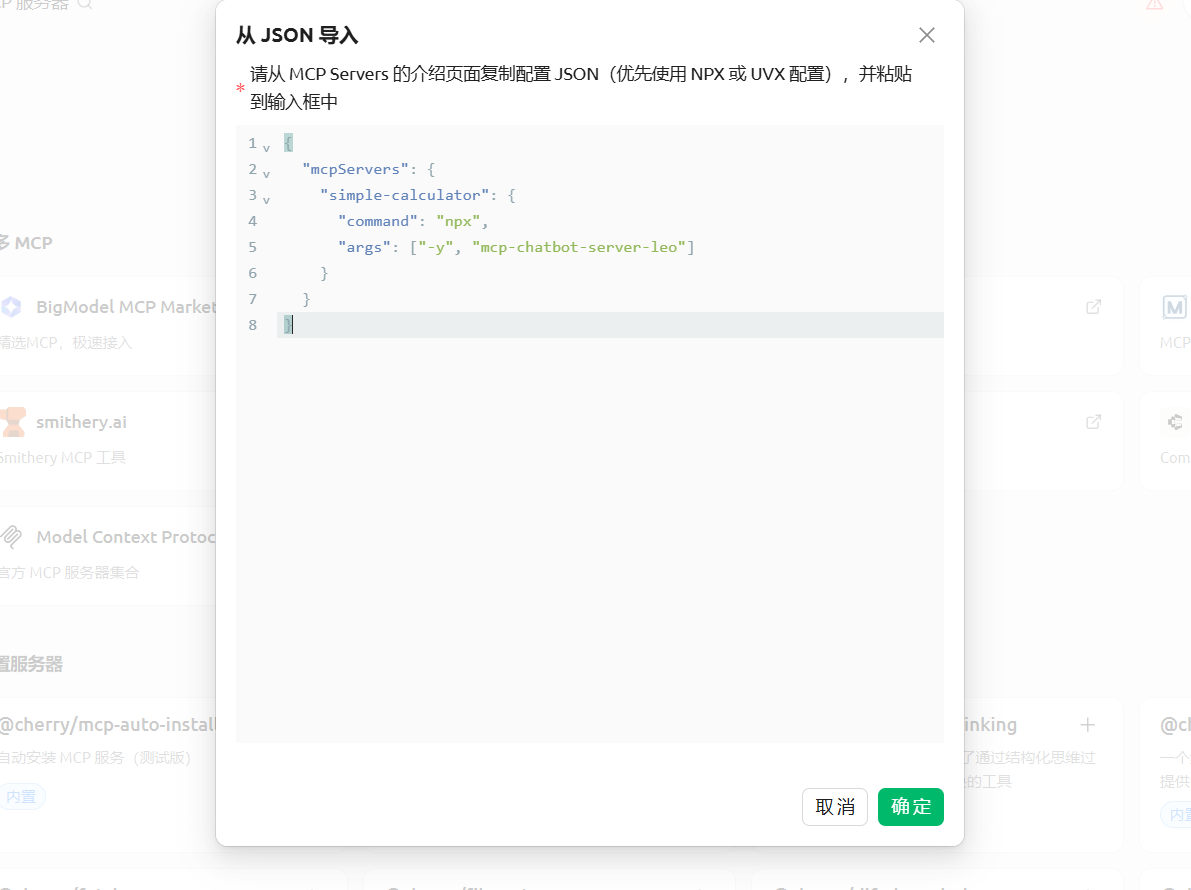 P 服务器
从 JSON 导入
* 请从 MCP Servers 的介绍页面复制配置 JSON（优先使用 NPX 或 UVX 配置），并粘贴
到输入框中
1 {
2 "mcpServers": {
3 "simple-calculator": {
4 "command": "npx",
5 "args": ["-y", "mcp-chatbot-server-leo"]
6 }
7 }
8 }
多 MCP
BigModel MCP Market
精选MCP，极速接入
MCP
smithery.ai
Smithery MCP 工具
Com
Model Context Protoc
官方 MCP 服务器集合
置服务器
@cherry/mcp-auto-install
inking
@ch
自动安装 MCP 服务（测试版）
了通过结构化思维过
一个
的工具
提供
内置
内置
取消
确定